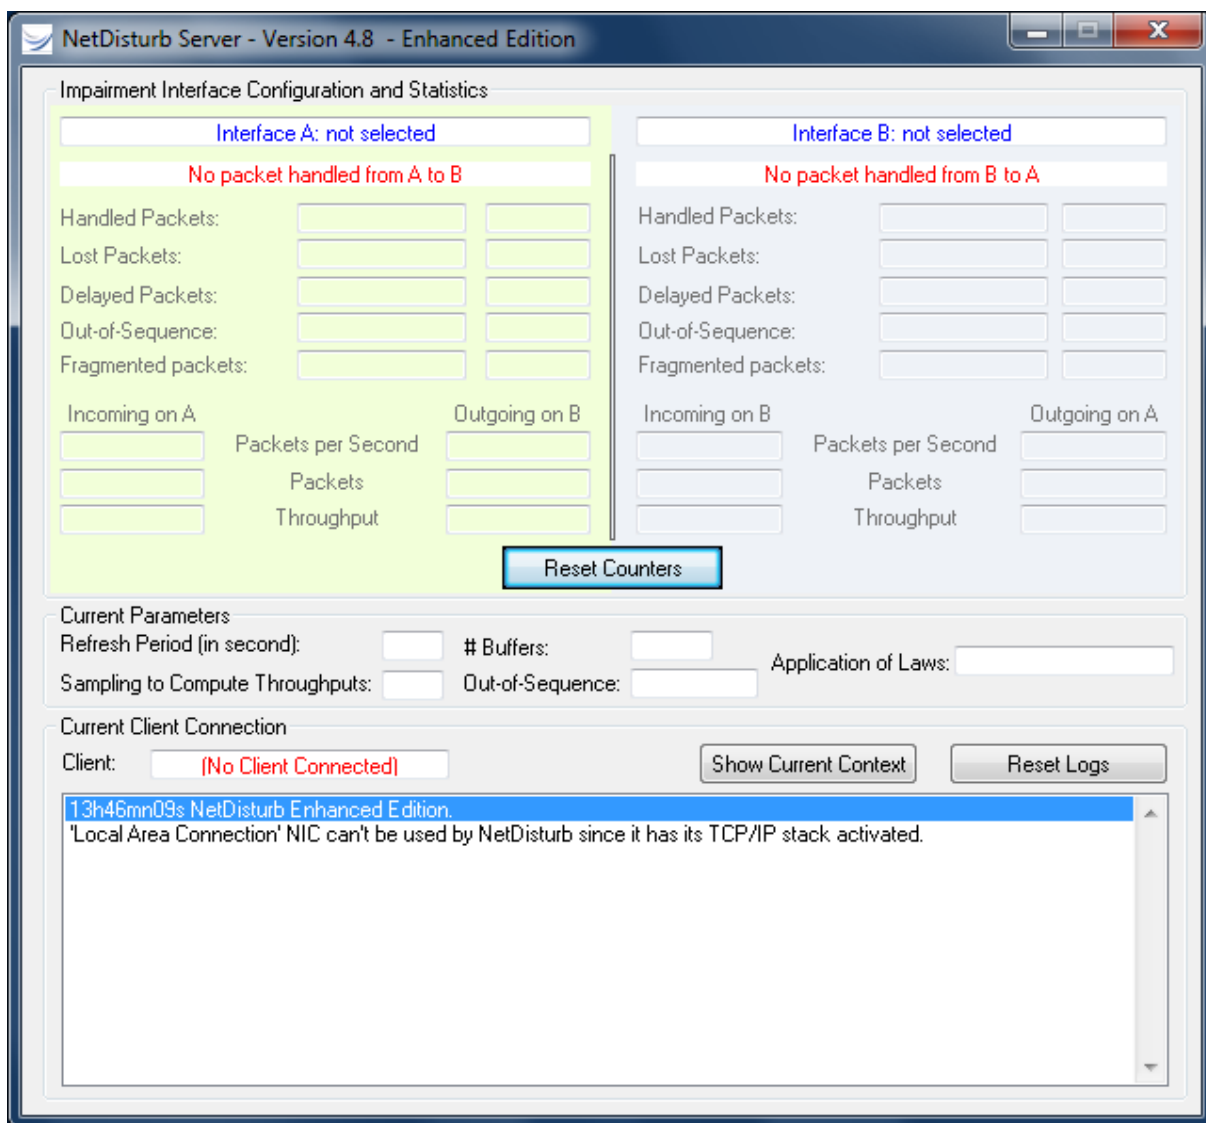 NetDisturb Server - Version 4.8  - Enhanced Edition
Impairment Interface Configuration and Statistics
Interface A: not selected
No packet handled from A to B
Handled Packets:
Lost Packets:
Delayed Packets:
Out-of-Sequence:
Fragmented packets:
Incoming on A
Outgoing on B
Packets per Second
Packets
Throughput
Interface B: not selected
No packet handled from B to A
Handled Packets:
Lost Packets:
Delayed Packets:
Out-of-Sequence:
Fragmented packets:
Incoming on B
Outgoing on A
Packets per Second
Packets
Throughput
Reset Counters
Current Parameters
Refresh Period (in second):
# Buffers:
Application of Laws:
Sampling to Compute Throughputs:
Out-of-Sequence:
Current Client Connection
Client:
(No Client Connected)
Show Current Context
Reset Logs
13h46mn09s NetDisturb Enhanced Edition.
'Local Area Connection' NIC can't be used by NetDisturb since it has its TCP/IP stack activated.